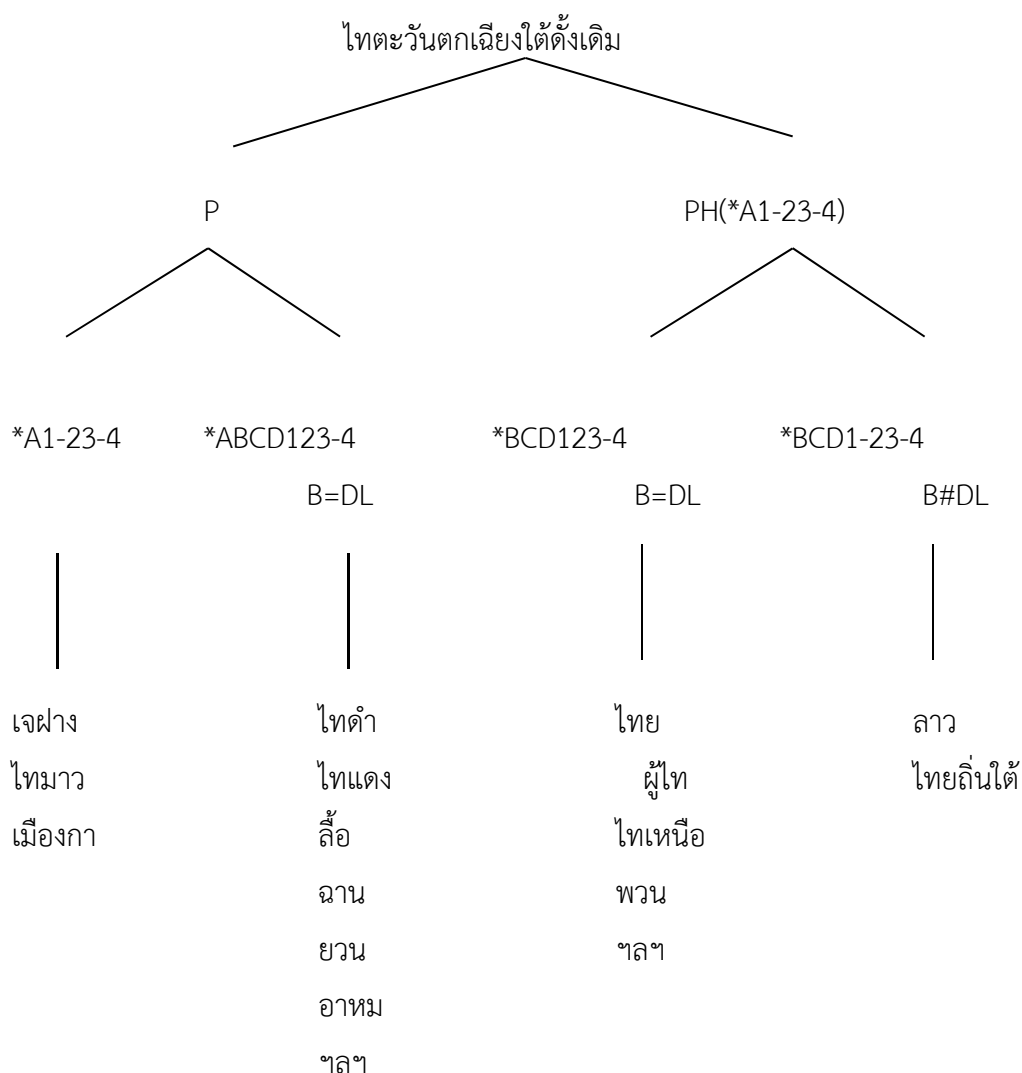 ไทตะวันตกเฉียงใต้ดั้งเดิม
P PH(*A1-23-4)
*A1-23-4 *ABCD123-4 *BCD123-4 *BCD1-23-4
B=DL B=DL B#DL
เจฝาง ไทดำ ไทย ลาว
ไทมาว ไทแดง ผู้ไท ไทยถิ่นใต้
เมืองกา ลื้อ ไทเหนือ
ฉาน พวน
ยวน ฯลฯ
อาหม
ฯลฯ